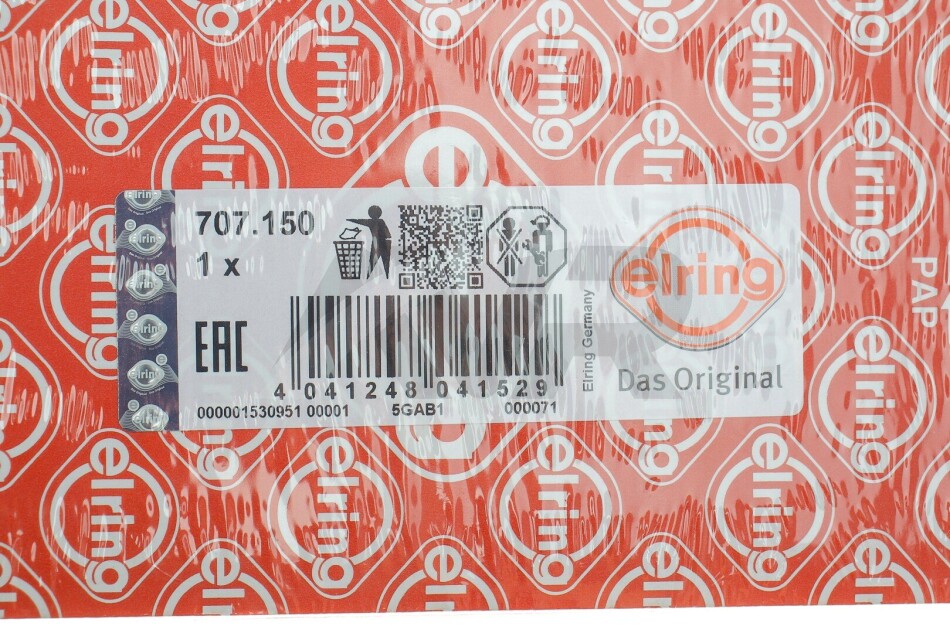 707.150
1 x
EAC
4 041248 041529
000001530951 00001 5GAB1 000071
Elring Germany
elring
Das Original
PAP